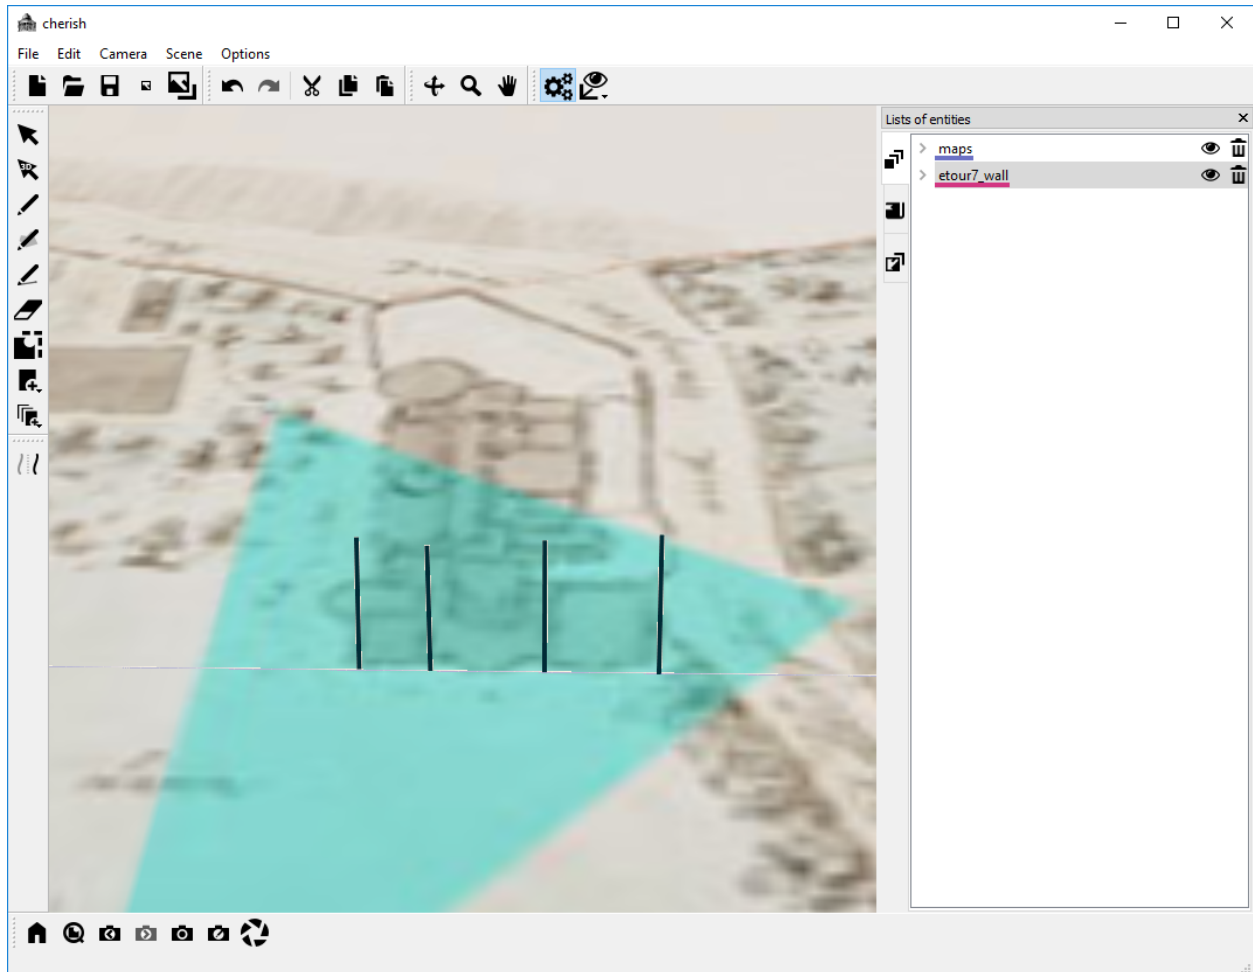 cherish
File Edit Camera Scene Options
Lists of entities
maps
etour7_wall